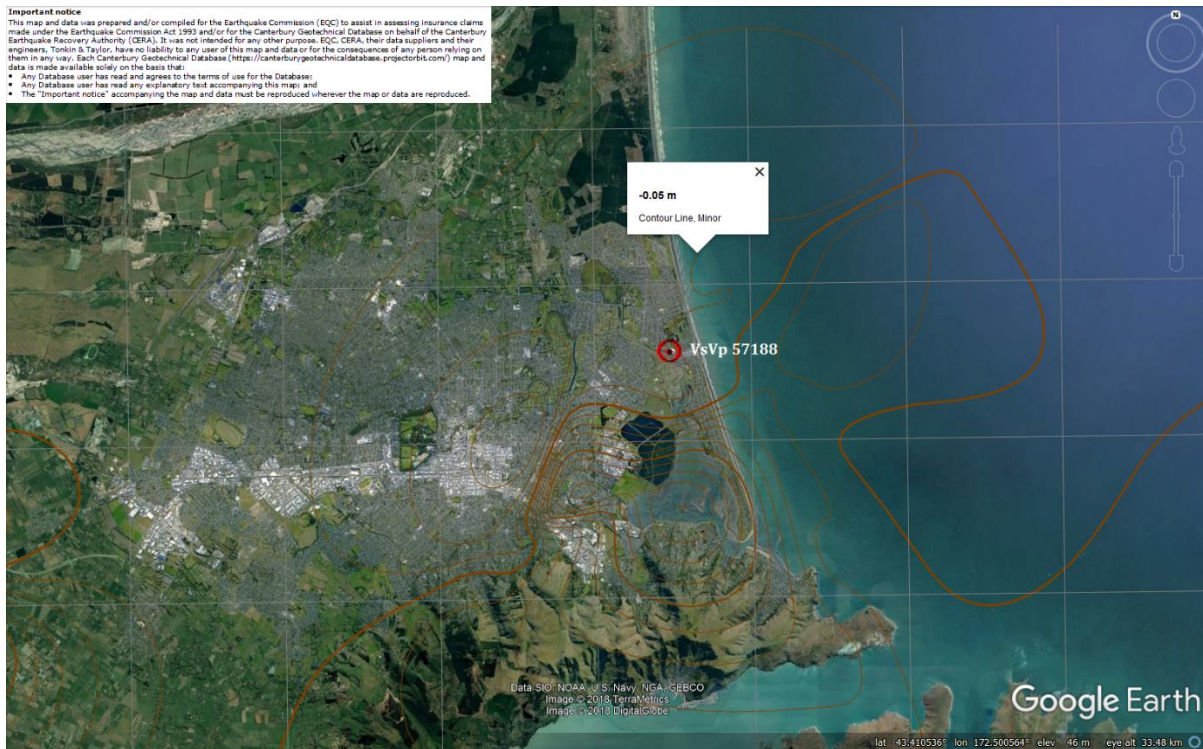 Important notice
This map and data was prepared and/or compiled for the Earthquake Commission (EQC) to assist in assessing insurance claims
made under the Earthquake Commission Act 1993 and/or for the Canterbury Geotechnical Database on behalf of the Canterbury
Earthquake Recovery Authority (CERA). It was not intended for any other purpose. EQC, CERA, their data suppliers and their
engineers, Tonkin & Taylor, have no liability to any user of this map and data or for the consequences of any person relying on
them in any way. Each Canterbury Geotechnical Database (https://canterburygeotechnicaldatabase.projectorbit.com/) map and
data is made available solely on the basis that:
▪ Any Database user has read and agrees to the terms of use for the Database;
▪ Any Database user has read any explanatory text accompanying this map; and
▪ The "Important notice" accompanying the map and data must be reproduced wherever the map or data are reproduced.
N
-0.05 m
Contour Line, Minor
VsVp 57188
Data SIO, NOAA, U.S. Navy, NGA, GEBCO
Image © 2018 TerraMetrics
Image © 2018 DigitalGlobe
Google Earth
lat -43.410536° lon 172.500564° elev 46 m eye alt 33.48 km